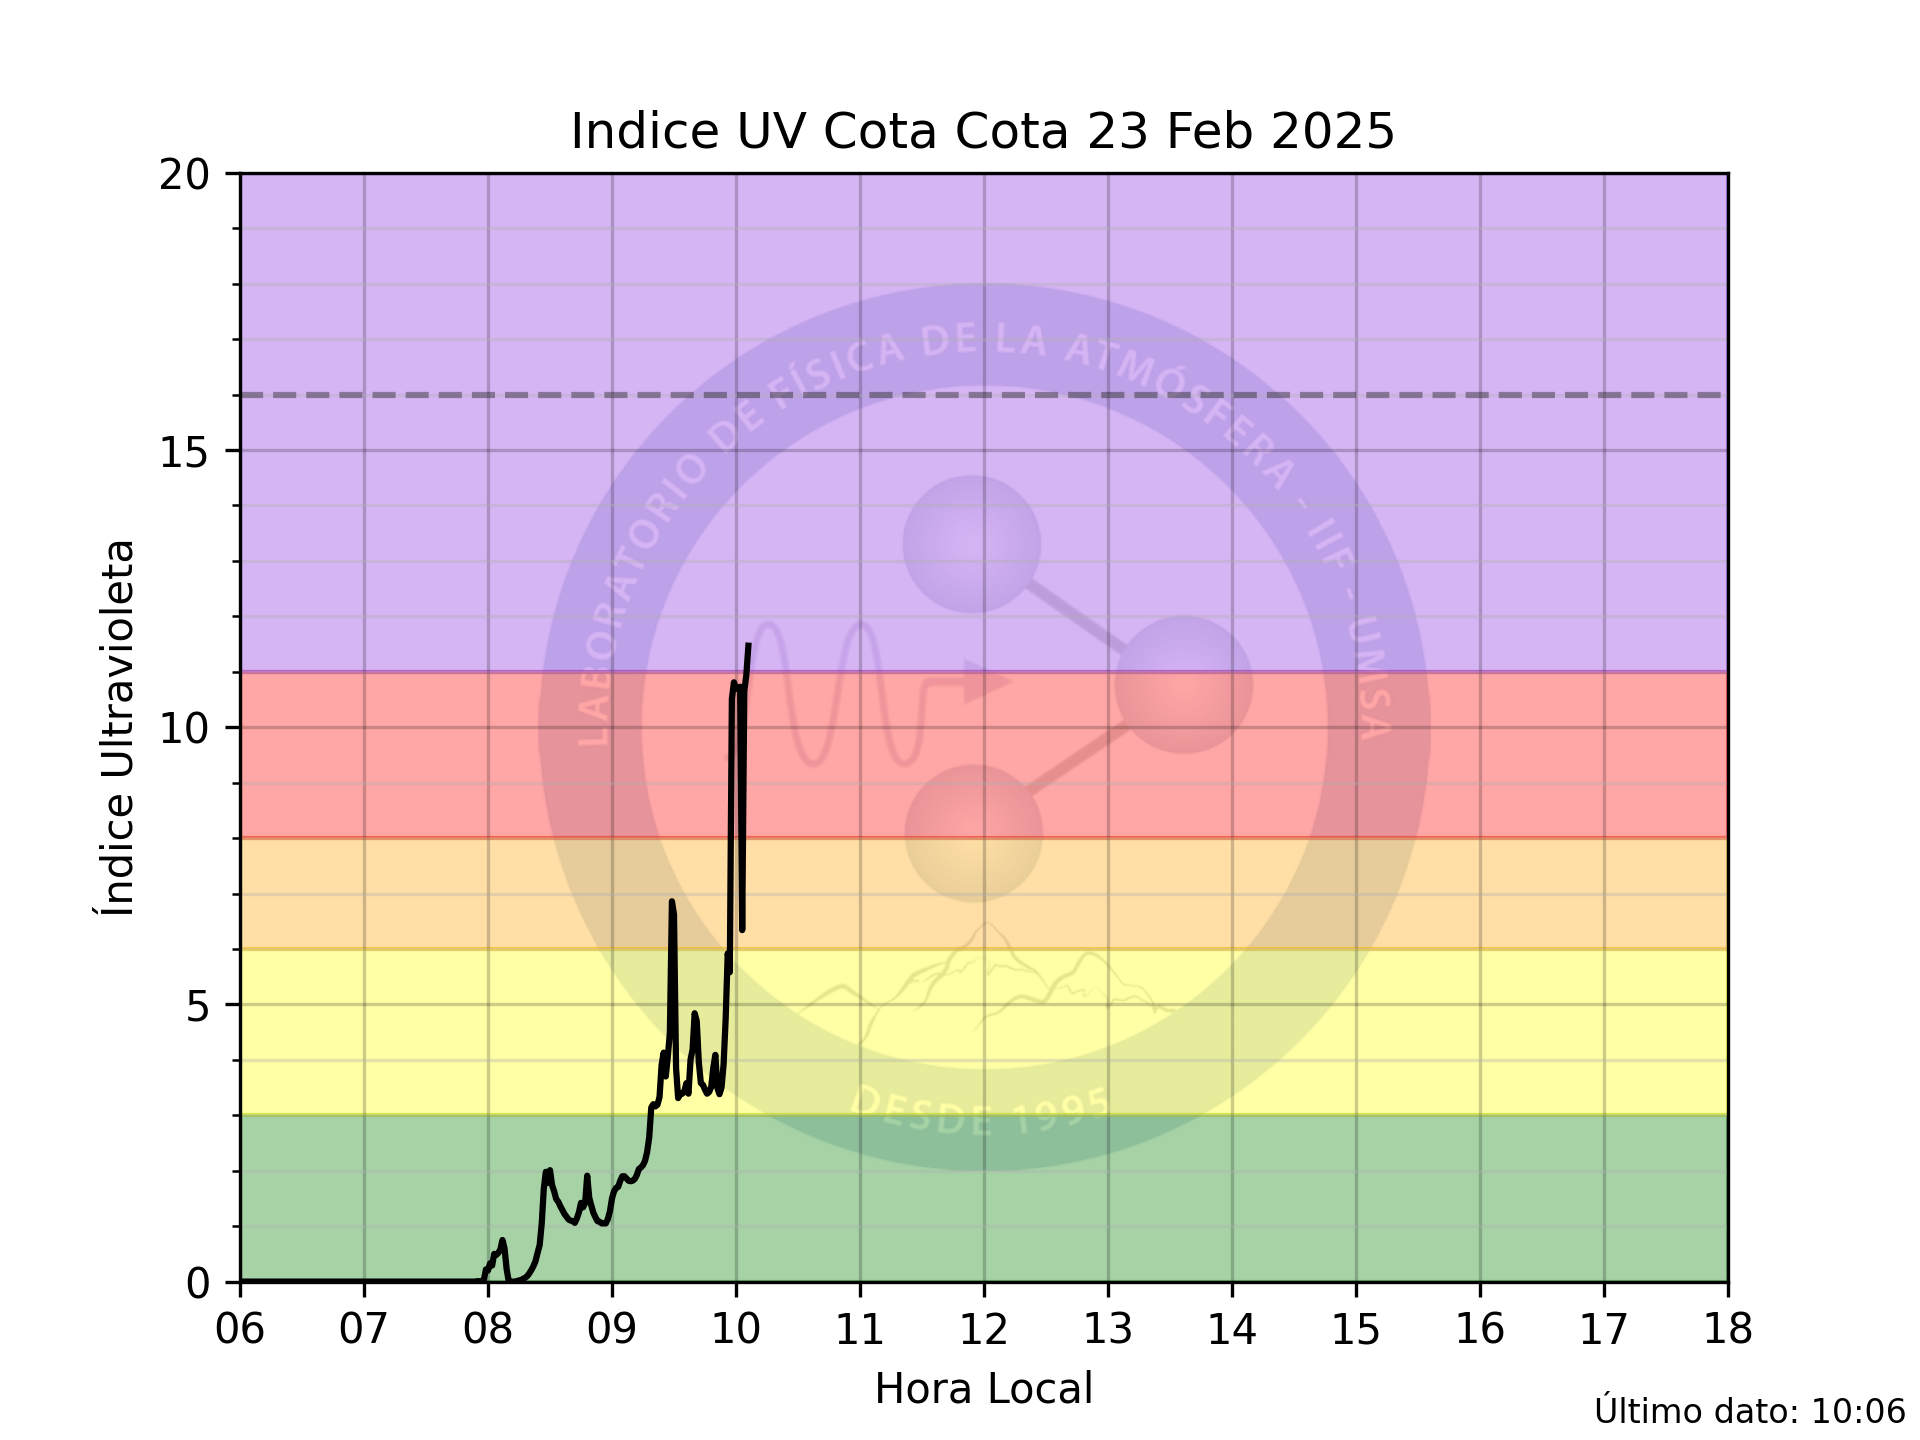 Indice UV Cota Cota 23 Feb 2025
20
15
10
5
0
Índice Ultravioleta
LABORATORIO DE FÍSICA DE LA ATMÓSFERA - IIF - UMSA
DESDE 1995
06 07 08 09 10 11 12 13 14 15 16 17 18
Hora Local
Último dato: 10:06